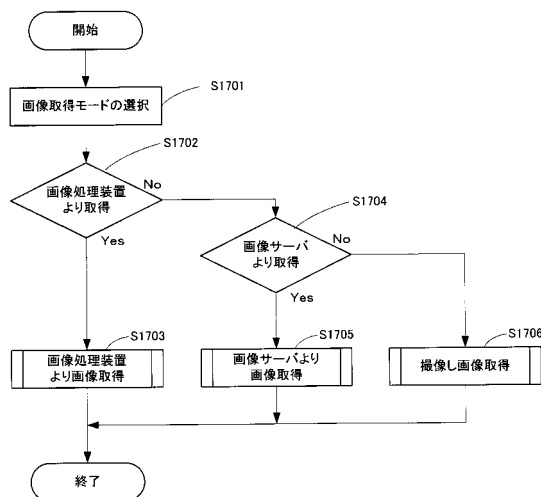 開始
S1701
画像取得モードの選択
S1702
画像処理装置
より取得
No
Yes
S1704
画像サーバ
より取得
No
Yes
S1703
画像処理装置
より画像取得
S1705
画像サーバより
画像取得
S1706
撮像し画像取得
終了